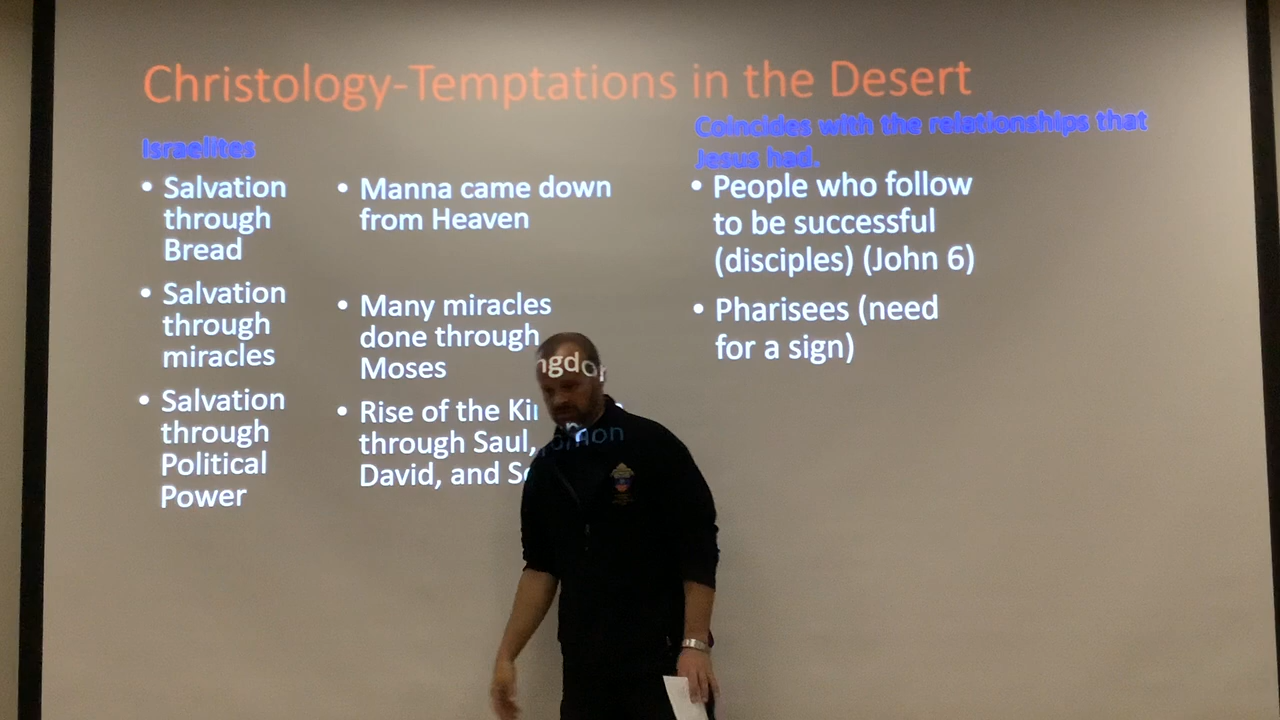 Christology-Temptations in the Desert
Israelites
• Salvation
through
Bread
• Salvation
through
miracles
• Salvation
through
Political
Power
• Manna came down
from Heaven
• Many miracles
done through
Moses
• Rise of the Kingdom
through Saul,
David, and Solomon
Coincides with the relationships that
Jesus had.
• People who follow
to be successful
(disciples) (John 6)
• Pharisees (need
for a sign)